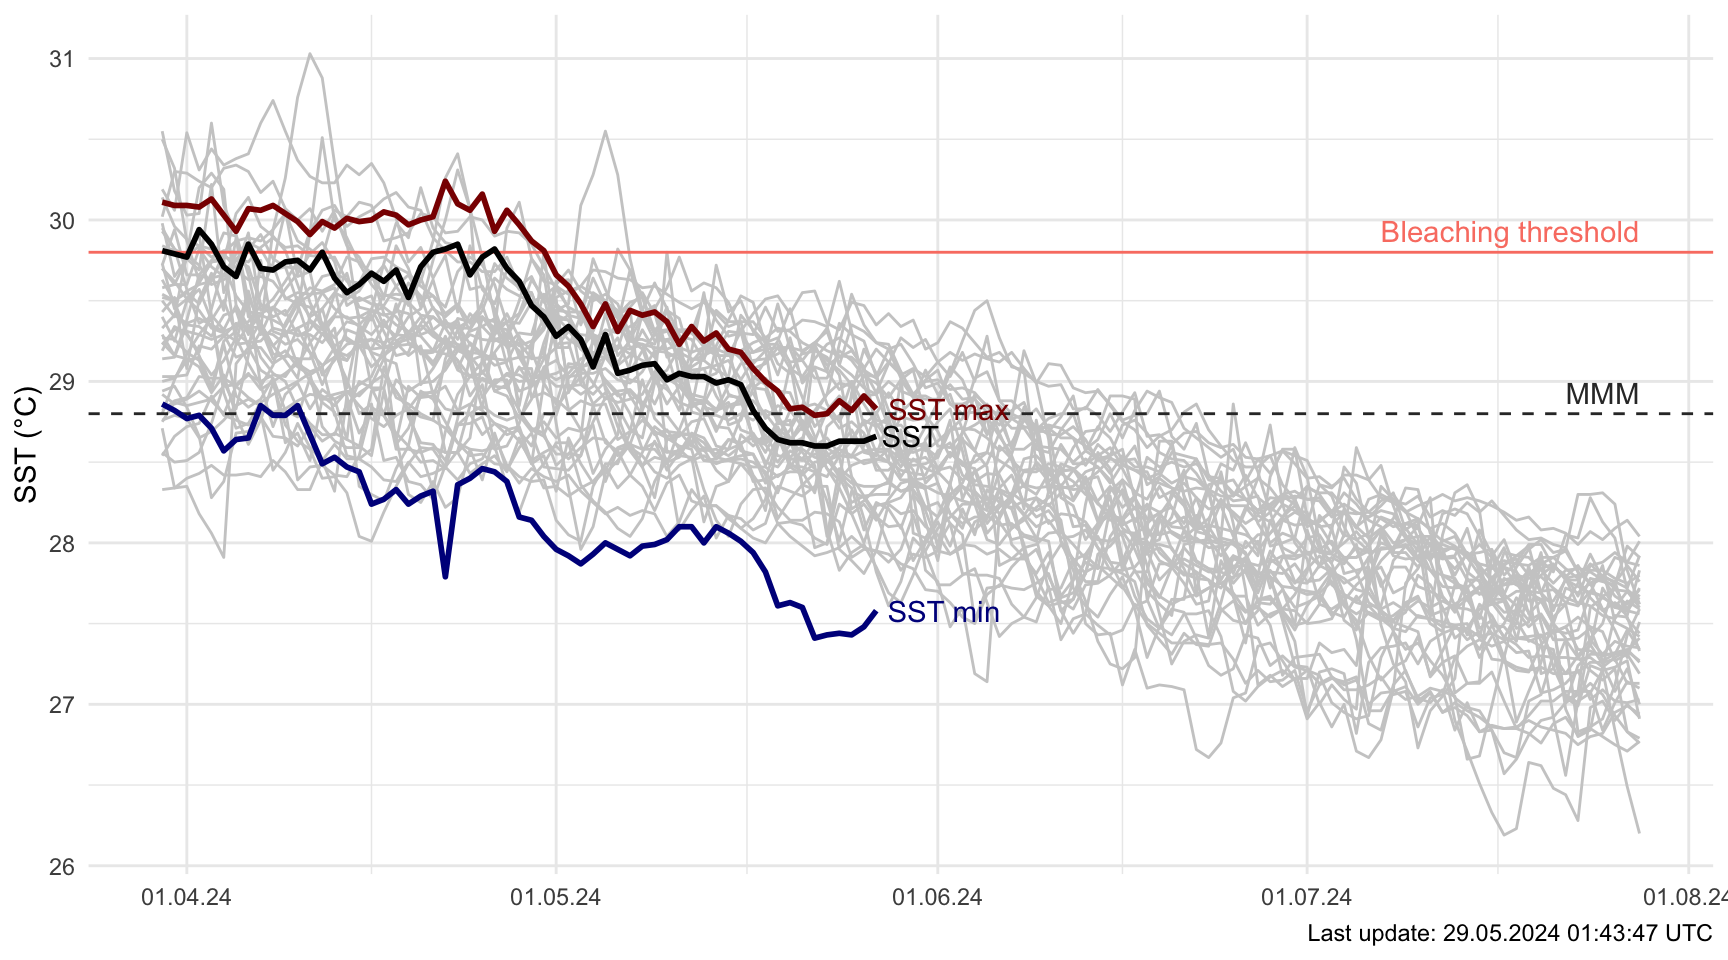 31
30
29
28
27
26
SST (°C)
Bleaching threshold
MMM
SST max
SST
SST min
01.04.24
01.05.24
01.06.24
01.07.24
01.08.24
Last update: 29.05.2024 01:43:47 UTC